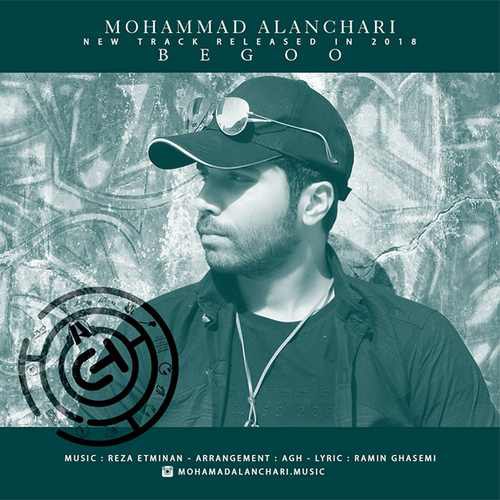 MOHAMMAD ALANCHARI
NEW TRACK RELEASED IN 2018
BEGOO
MUSIC : REZA ETMINAN - ARRANGEMENT : AGH - LYRIC : RAMIN GHASEMI
MOHAMADALANCHARI.MUSIC